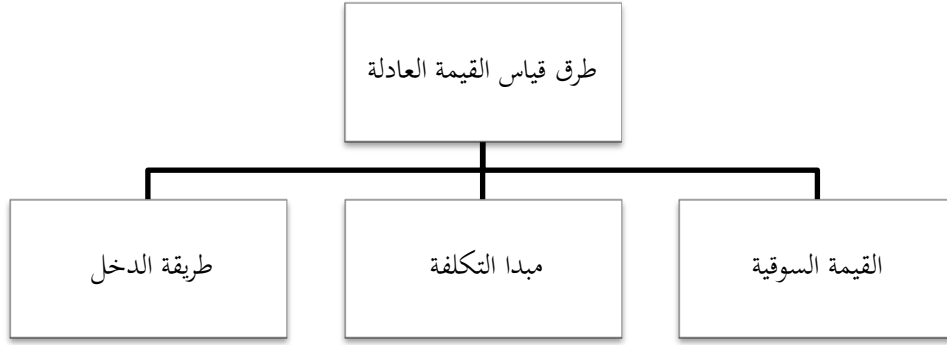 طرق قياس القيمة العادلة
القيمة السوقية
مبدا التكلفة
طريقة الدخل